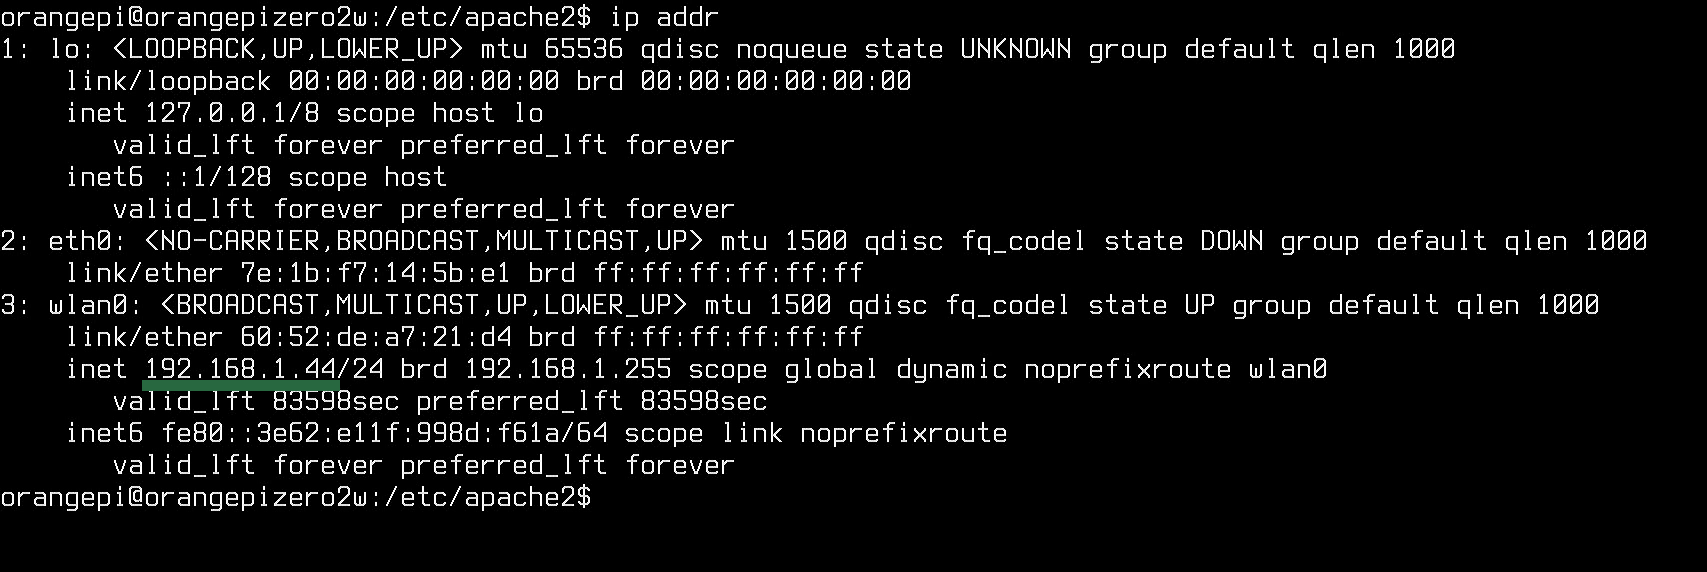 orangepi@orangepizero2w:/etc/apache2$ ip addr
1: lo: <LOOPBACK,UP,LOWER_UP> mtu 65536 qdisc noqueue state UNKNOWN group default qlen 1000
    link/loopback 00:00:00:00:00:00 brd 00:00:00:00:00:00
    inet 127.0.0.1/8 scope host lo
       valid_lft forever preferred_lft forever
    inet6 ::1/128 scope host
       valid_lft forever preferred_lft forever
2: eth0: <NO-CARRIER,BROADCAST,MULTICAST,UP> mtu 1500 qdisc fq_codel state DOWN group default qlen 1000
    link/ether 7e:1b:f7:14:5b:e1 brd ff:ff:ff:ff:ff:ff
3: wlan0: <BROADCAST,MULTICAST,UP,LOWER_UP> mtu 1500 qdisc fq_codel state UP group default qlen 1000
    link/ether 60:52:de:a7:21:d4 brd ff:ff:ff:ff:ff:ff
    inet 192.168.1.44/24 brd 192.168.1.255 scope global dynamic noprefixroute wlan0
       valid_lft 83598sec preferred_lft 83598sec
    inet6 fe80::3e62:e11f:998d:f61a/64 scope link noprefixroute
       valid_lft forever preferred_lft forever
orangepi@orangepizero2w:/etc/apache2$